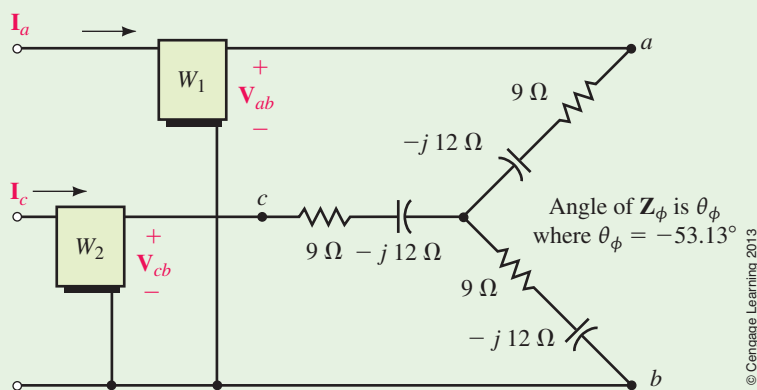 I_a
W_1
+
V_ab
−
a
9 Ω
−j 12 Ω
I_c
W_2
+
V_cb
−
c
9 Ω − j 12 Ω
Angle of Z_ϕ is θ_ϕ
where θ_ϕ = −53.13°
9 Ω
− j 12 Ω
b
© Cengage Learning 2013